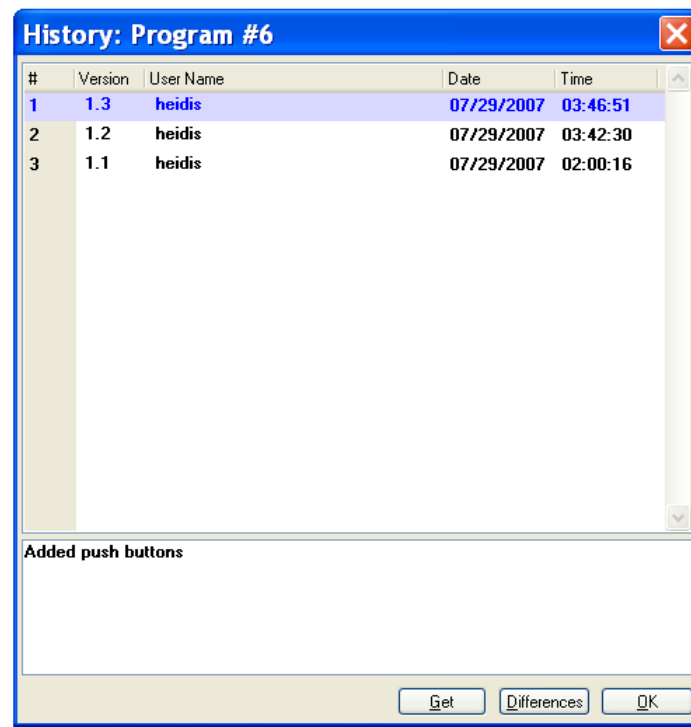 History: Program #6
# Version User Name Date Time
1 1.3 heidis 07/29/2007 03:46:51
2 1.2 heidis 07/29/2007 03:42:30
3 1.1 heidis 07/29/2007 02:00:16
Added push buttons
Get Differences OK